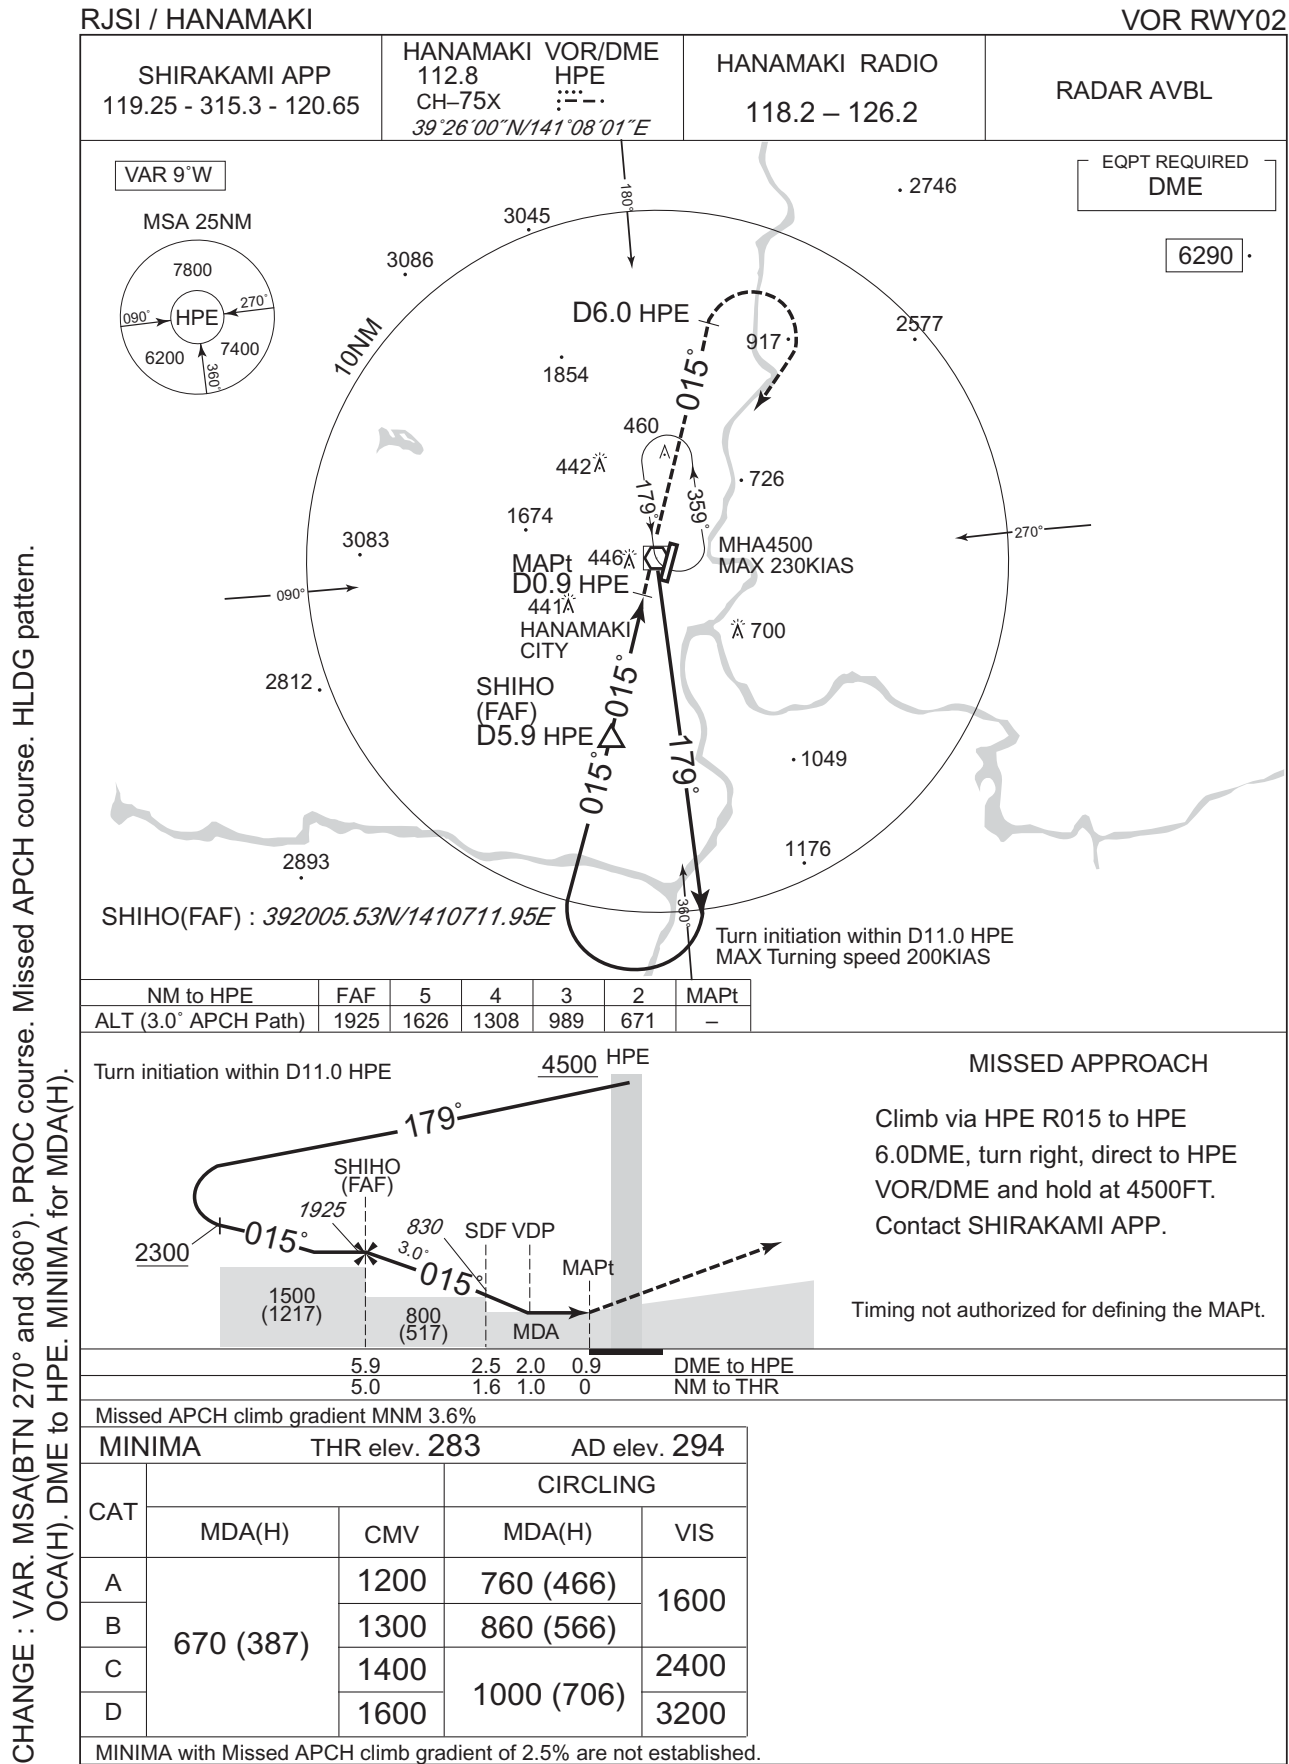 RJSI / HANAMAKI
VOR RWY02
SHIRAKAMI APP
119.25 - 315.3 - 120.65
HANAMAKI VOR/DME
112.8 HPE
CH–75X
39°26´00˝N/141°08´01˝E
HANAMAKI RADIO
118.2 – 126.2
RADAR AVBL
VAR 9°W
MSA 25NM
7800
HPE
090°
270°
6200
7400
360°
EQPT REQUIRED
DME
180°
2746
6290
3045
3086
10NM
D6.0 HPE
917
2577
1854
015°
460
442
179°
359°
726
1674
3083
MAPt
D0.9 HPE
446
MHA4500
MAX 230KIAS
270°
090°
441
HANAMAKI
CITY
700
2812
SHIHO
(FAF)
D5.9 HPE
015°
015°
179°
1049
1176
2893
360°
SHIHO(FAF) : 392005.53N/1410711.95E
Turn initiation within D11.0 HPE
MAX Turning speed 200KIAS
NM to HPE FAF 5 4 3 2 MAPt
ALT (3.0° APCH Path) 1925 1626 1308 989 671 –
Turn initiation within D11.0 HPE
4500
HPE
179°
SHIHO
(FAF)
1925
830
SDF VDP
2300
015°
3.0°
015°
MAPt
1500
(1217)
800
(517)
MDA
5.9 2.5 2.0 0.9 DME to HPE
5.0 1.6 1.0 0 NM to THR
MISSED APPROACH
Climb via HPE R015 to HPE
6.0DME, turn right, direct to HPE
VOR/DME and hold at 4500FT.
Contact SHIRAKAMI APP.
Timing not authorized for defining the MAPt.
Missed APCH climb gradient MNM 3.6%
MINIMA THR elev. 283 AD elev. 294
CAT
CIRCLING
MDA(H) CMV MDA(H) VIS
A 670 (387) 1200 760 (466) 1600
B 1300 860 (566)
C 1400 1000 (706) 2400
D 1600 3200
MINIMA with Missed APCH climb gradient of 2.5% are not established.
CHANGE : VAR. MSA(BTN 270° and 360°). PROC course. Missed APCH course. HLDG pattern.
OCA(H). DME to HPE. MINIMA for MDA(H).